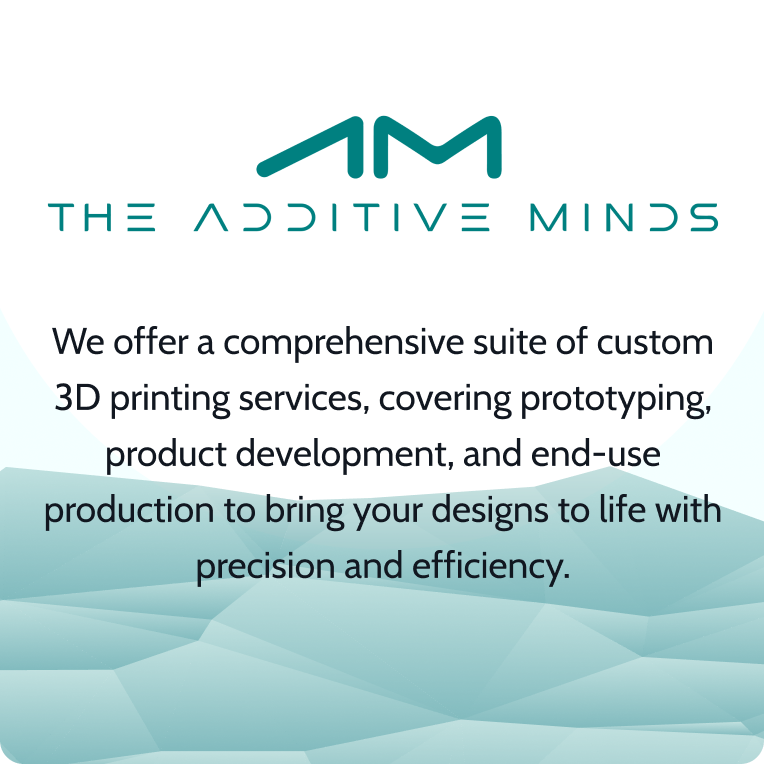 AM
THE ADDITIVE MINDS
We offer a comprehensive suite of custom
3D printing services, covering prototyping,
product development, and end-use
production to bring your designs to life with
precision and efficiency.